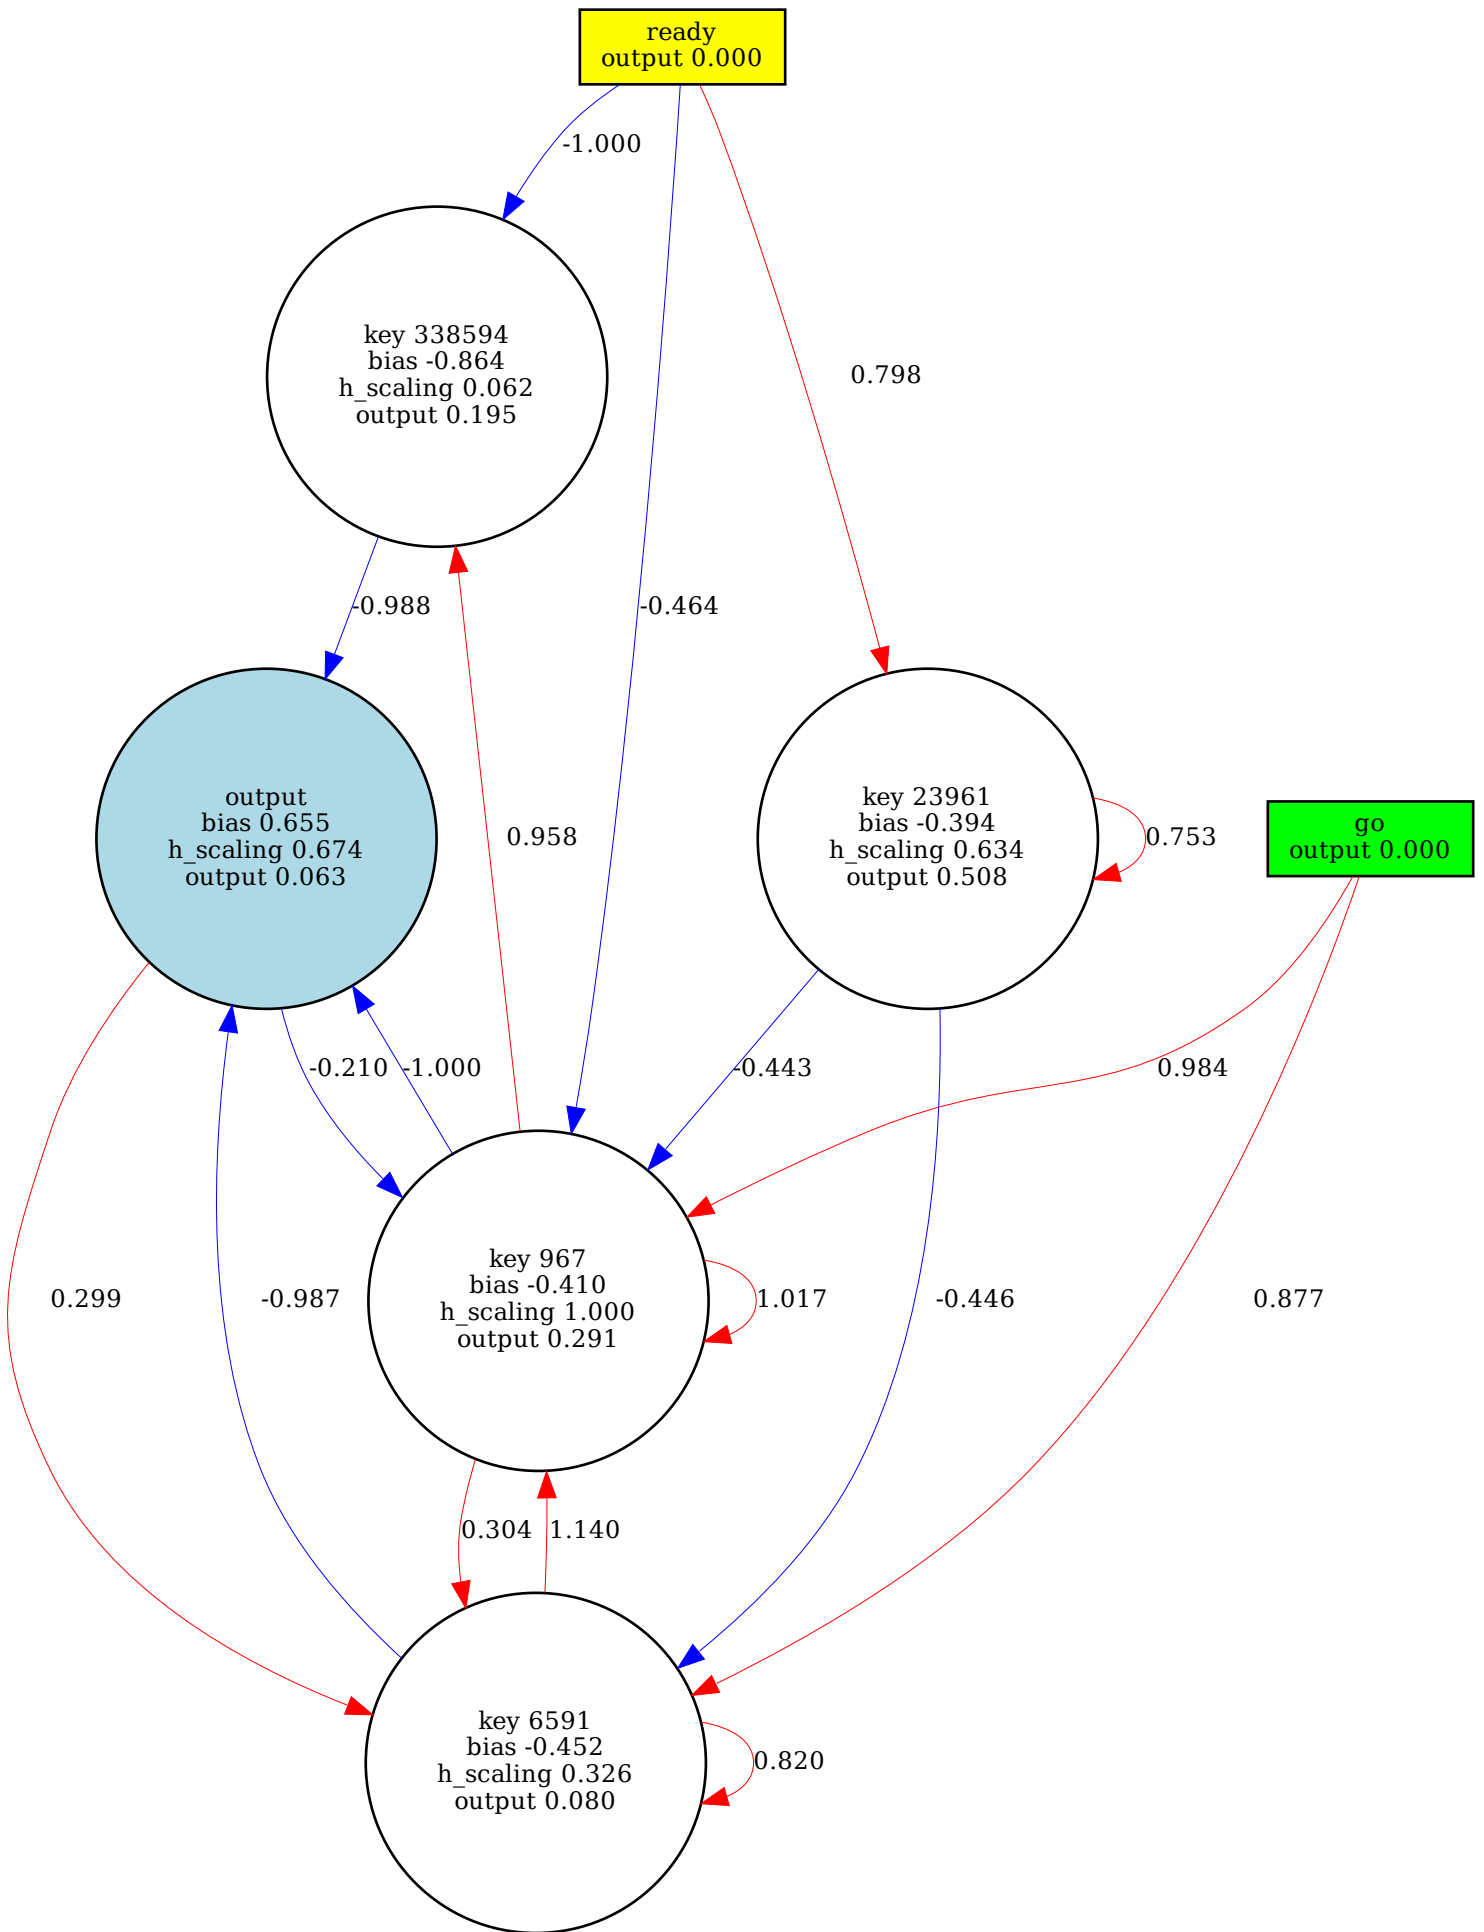 ready
output 0.000
-1.000
key 338594
bias -0.864
h_scaling 0.062
output 0.195
0.798
-0.988
-0.464
output
bias 0.655
h_scaling 0.674
output 0.063
0.958
key 23961
bias -0.394
h_scaling 0.634
output 0.508
0.753
go
output 0.000
-0.210
-1.000
-0.443
0.984
0.299
-0.987
key 967
bias -0.410
h_scaling 1.000
output 0.291
1.017
-0.446
0.877
0.304
1.140
key 6591
bias -0.452
h_scaling 0.326
output 0.080
0.820